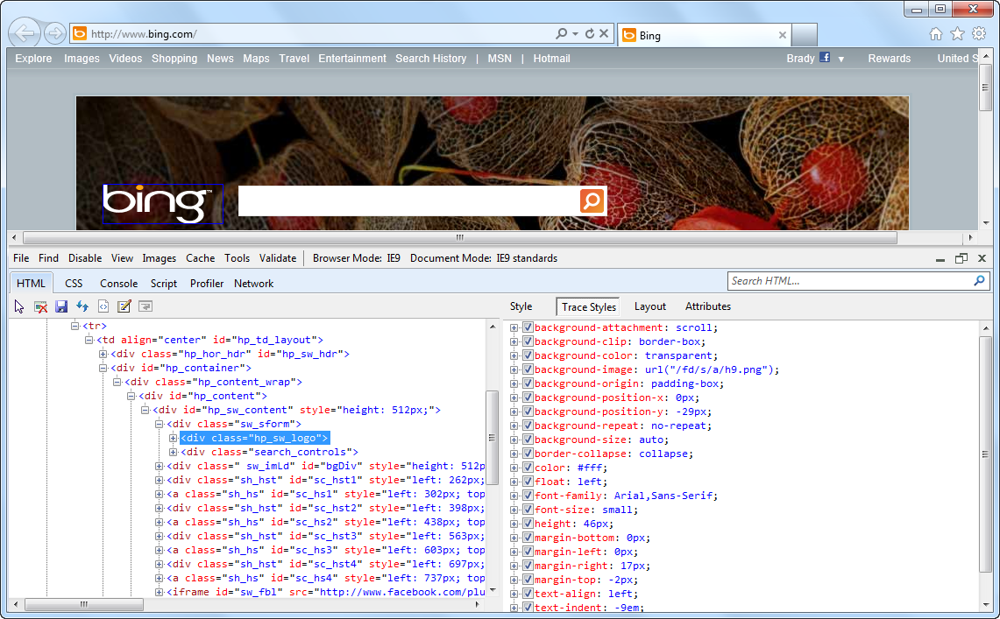 http://www.bing.com/
Bing
Explore Images Videos Shopping News Maps Travel Entertainment Search History | MSN | Hotmail Brady f Rewards United S
bing™
File Find Disable View Images Cache Tools Validate Browser Mode: IE9 Document Mode: IE9 standards
HTML CSS Console Script Profiler Network
Search HTML...
Style Trace Styles Layout Attributes
<tr>
<td align="center" id="hp_td_layout">
<div class="hp_hor_hdr" id="hp_sw_hdr">
<div id="hp_container">
<div class="hp_content_wrap">
<div id="hp_content">
<div id="hp_sw_content" style="height: 512px;">
<div class="sw_sform">
<div class="hp_sw_logo">
<div class="search_controls">
<div class=" sw_imLd" id="bgDiv" style="height: 512p
<div class="sh_hst" id="sc_hst1" style="left: 262px;
<a class="sh_hs" id="sc_hs1" style="left: 302px; top
<div class="sh_hst" id="sc_hst2" style="left: 398px;
<a class="sh_hs" id="sc_hs2" style="left: 438px; top
<div class="sh_hst" id="sc_hst3" style="left: 563px;
<a class="sh_hs" id="sc_hs3" style="left: 603px; top
<div class="sh_hst" id="sc_hst4" style="left: 697px;
<a class="sh_hs" id="sc_hs4" style="left: 737px; top
<iframe id="sw_fbl" src="http://www.facebook.com/plu
background-attachment: scroll;
background-clip: border-box;
background-color: transparent;
background-image: url("/fd/s/a/h9.png");
background-origin: padding-box;
background-position-x: 0px;
background-position-y: -29px;
background-repeat: no-repeat;
background-size: auto;
border-collapse: collapse;
color: #fff;
float: left;
font-family: Arial,Sans-Serif;
font-size: small;
height: 46px;
margin-bottom: 0px;
margin-left: 0px;
margin-right: 17px;
margin-top: -2px;
text-align: left;
text-indent: -9em;